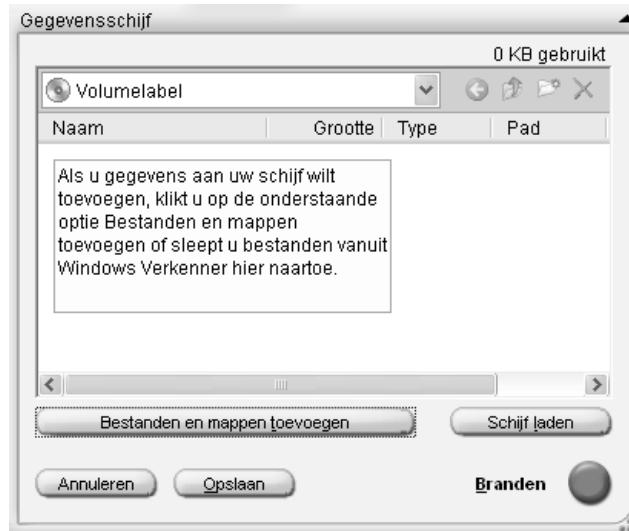 Gegevensschijf
0 KB gebruikt
Volumelabel
Naam Grootte Type Pad
Als u gegevens aan uw schijf wilt
toevoegen, klikt u op de onderstaande
optie Bestanden en mappen
toevoegen of sleept u bestanden vanuit
Windows Verkenner hier naartoe.
Bestanden en mappen toevoegen Schijf laden
Annuleren Opslaan Branden